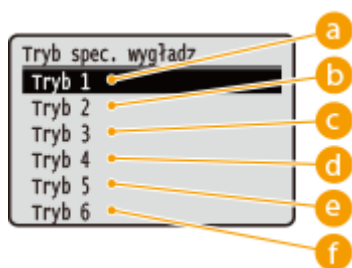 Tryb spec. wygładz
Tryb 1
a
Tryb 2
b
Tryb 3
c
Tryb 4
d
Tryb 5
e
Tryb 6
f